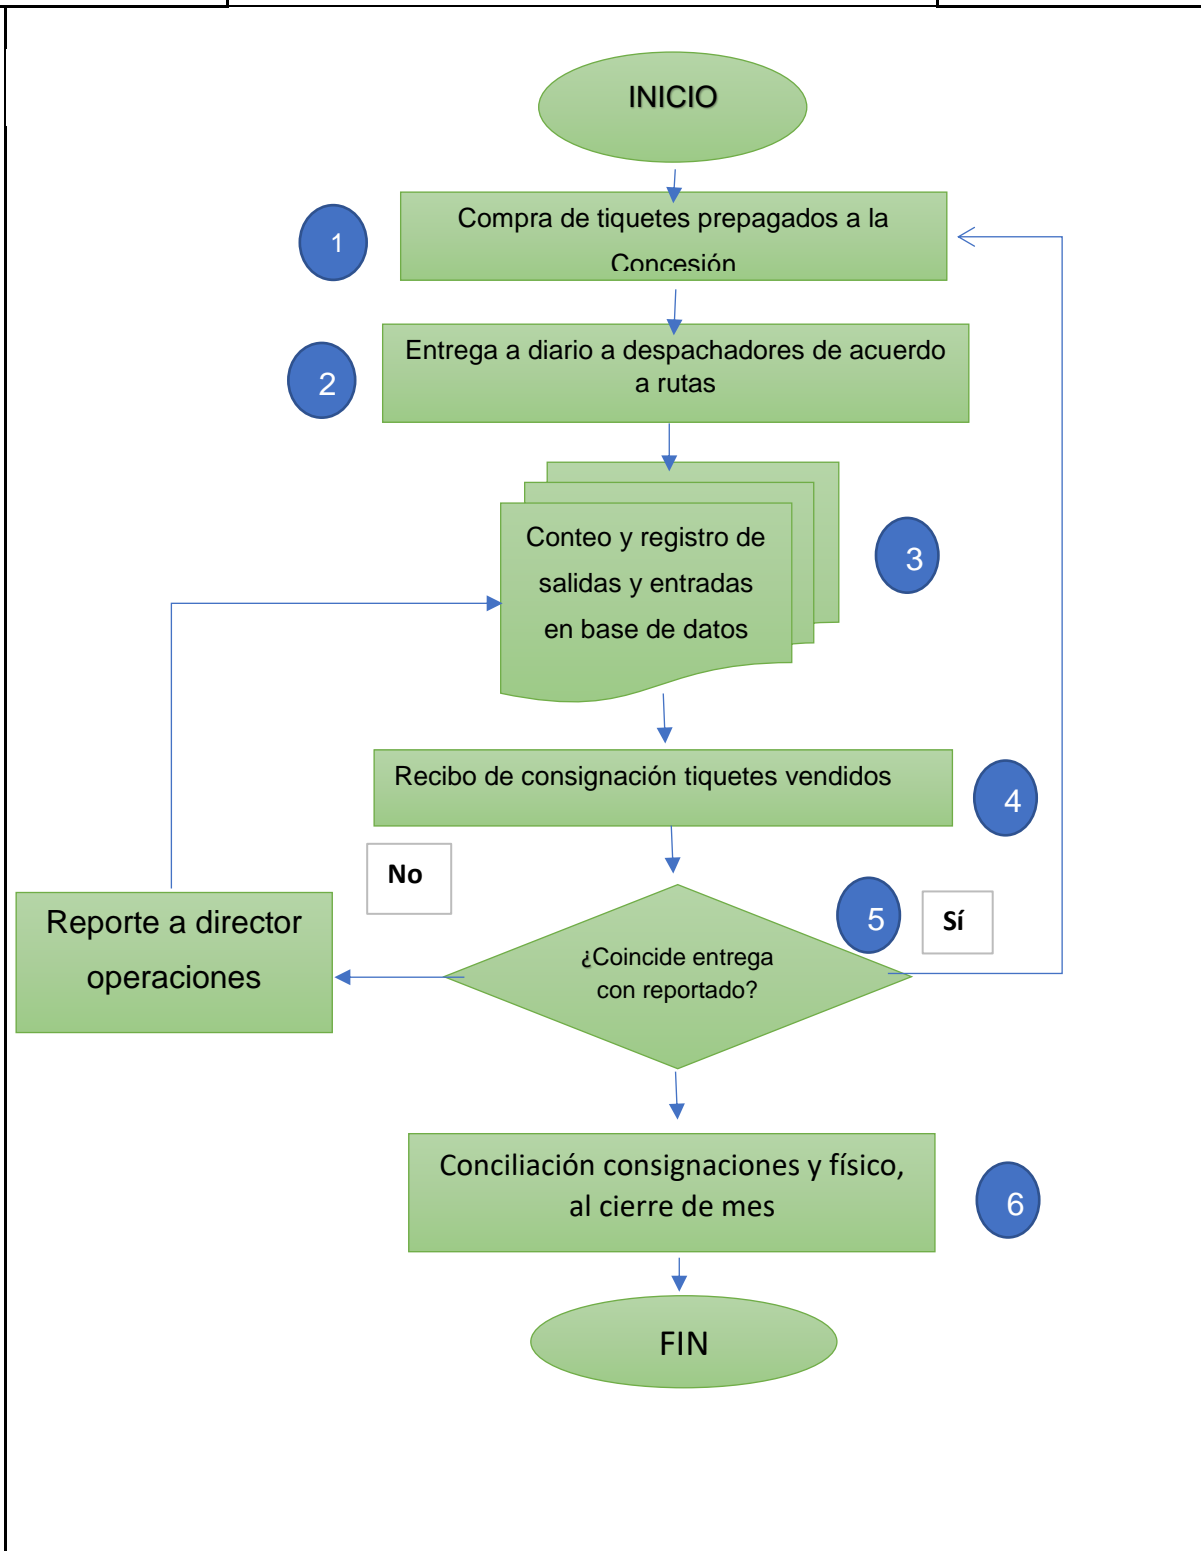 INICIO
1
Compra de tiquetes prepagados a la
Concesión
2
Entrega a diario a despachadores de acuerdo
a rutas
Conteo y registro de
salidas y entradas
en base de datos
3
Recibo de consignación tiquetes vendidos
4
No
Reporte a director
operaciones
¿Coincide entrega
con reportado?
5
Sí
Conciliación consignaciones y físico,
al cierre de mes
6
FIN